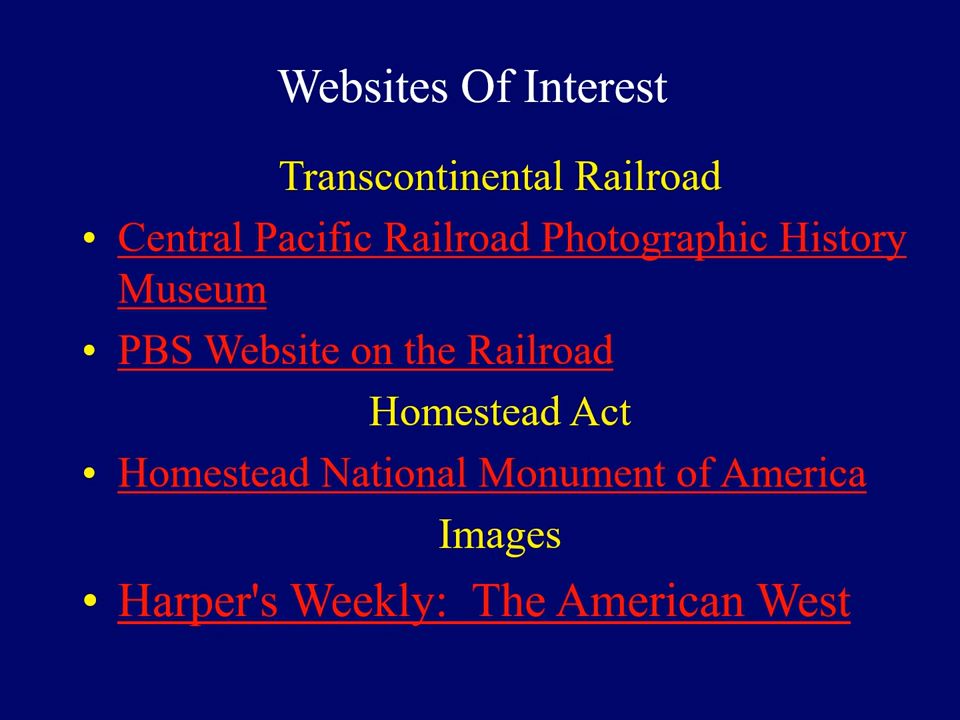 Websites Of Interest
Transcontinental Railroad
• Central Pacific Railroad Photographic History
Museum
• PBS Website on the Railroad
Homestead Act
• Homestead National Monument of America
Images
• Harper's Weekly:  The American West